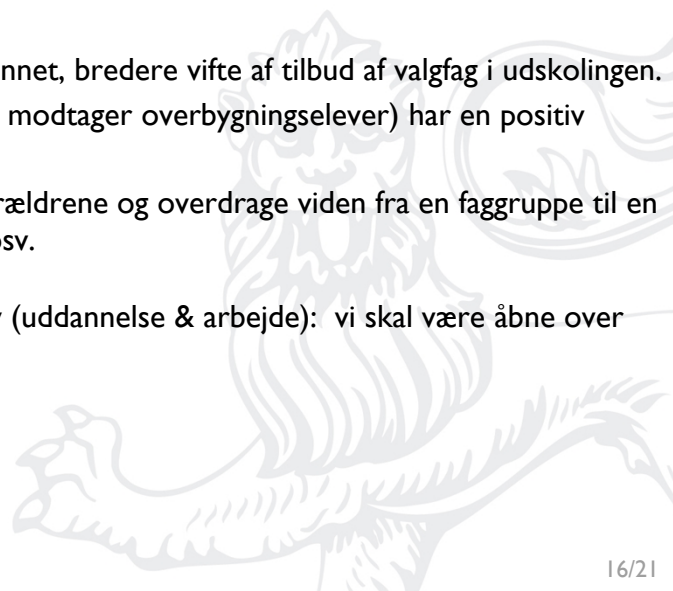 nnet, bredere vifte af tilbud af valgfag i udskolingen.
modtager overbygningselever) har en positiv
rældrene og overdrage viden fra en faggruppe til en
osv.
(uddannelse & arbejde): vi skal være åbne over
16/21